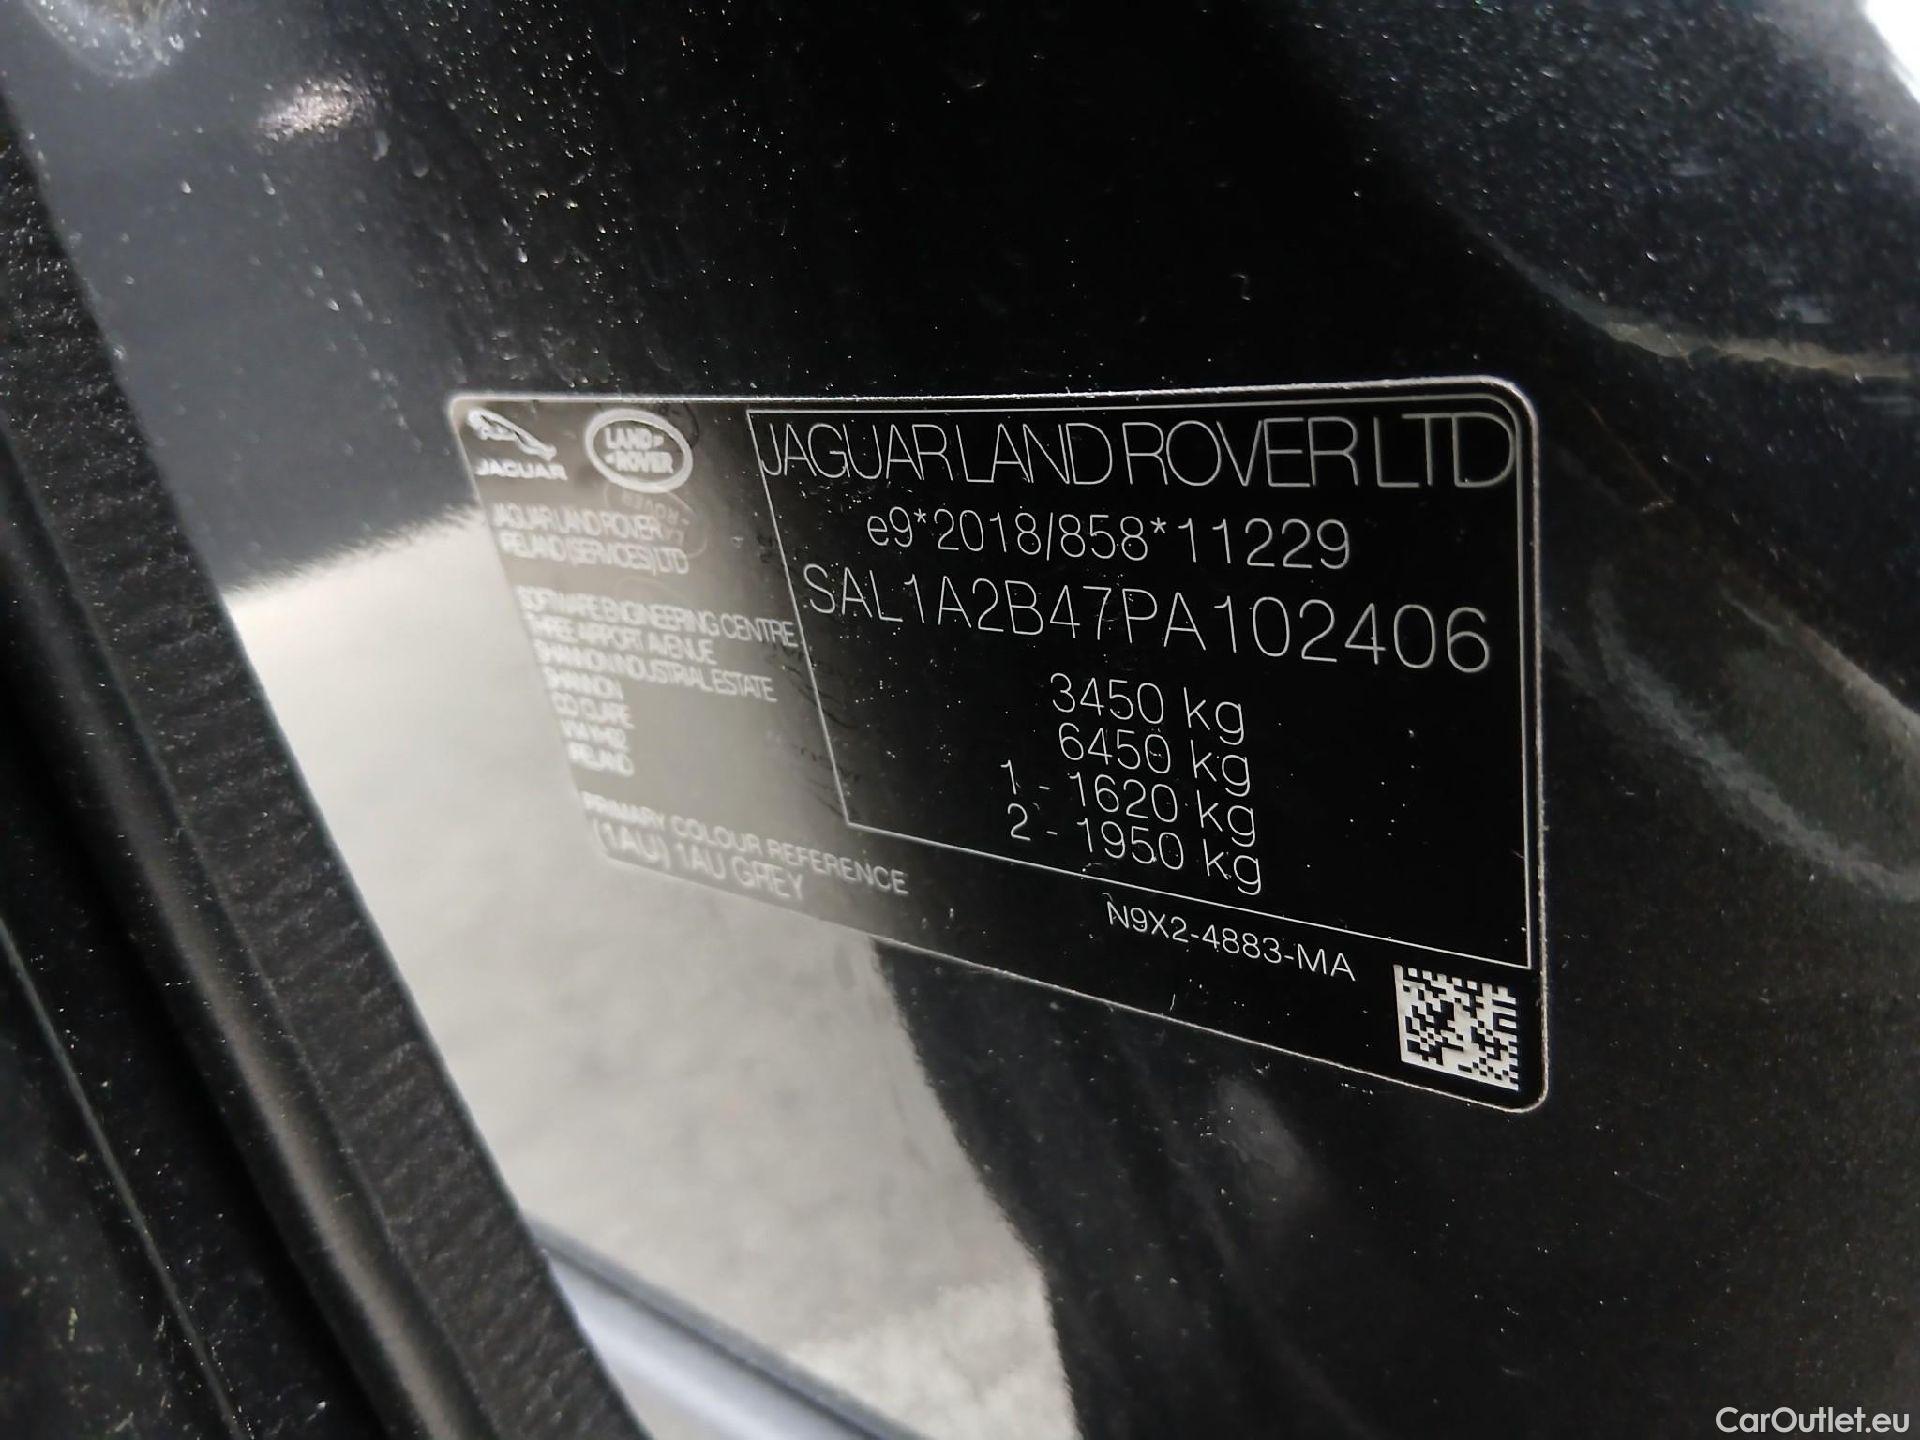 JAGUAR
LAND
ROVER
JAGUAR LAND ROVER
IRELAND (SERVICES) LTD
SOFTWARE ENGINEERING CENTRE
THREE AIRPORT AVENUE
SHANNON INDUSTRIAL ESTATE
SHANNON
CO CLARE
IRELAND
PRIMARY COLOUR REFERENCE
(1AU) 1AU GREY
JAGUAR LAND ROVER LTD
e9*2018/858*11229
SAL1A2B47PA102406
3450 kg
6450 kg
1 - 1620 kg
2 - 1950 kg
N9X2-4883-MA
CarOutlet.eu